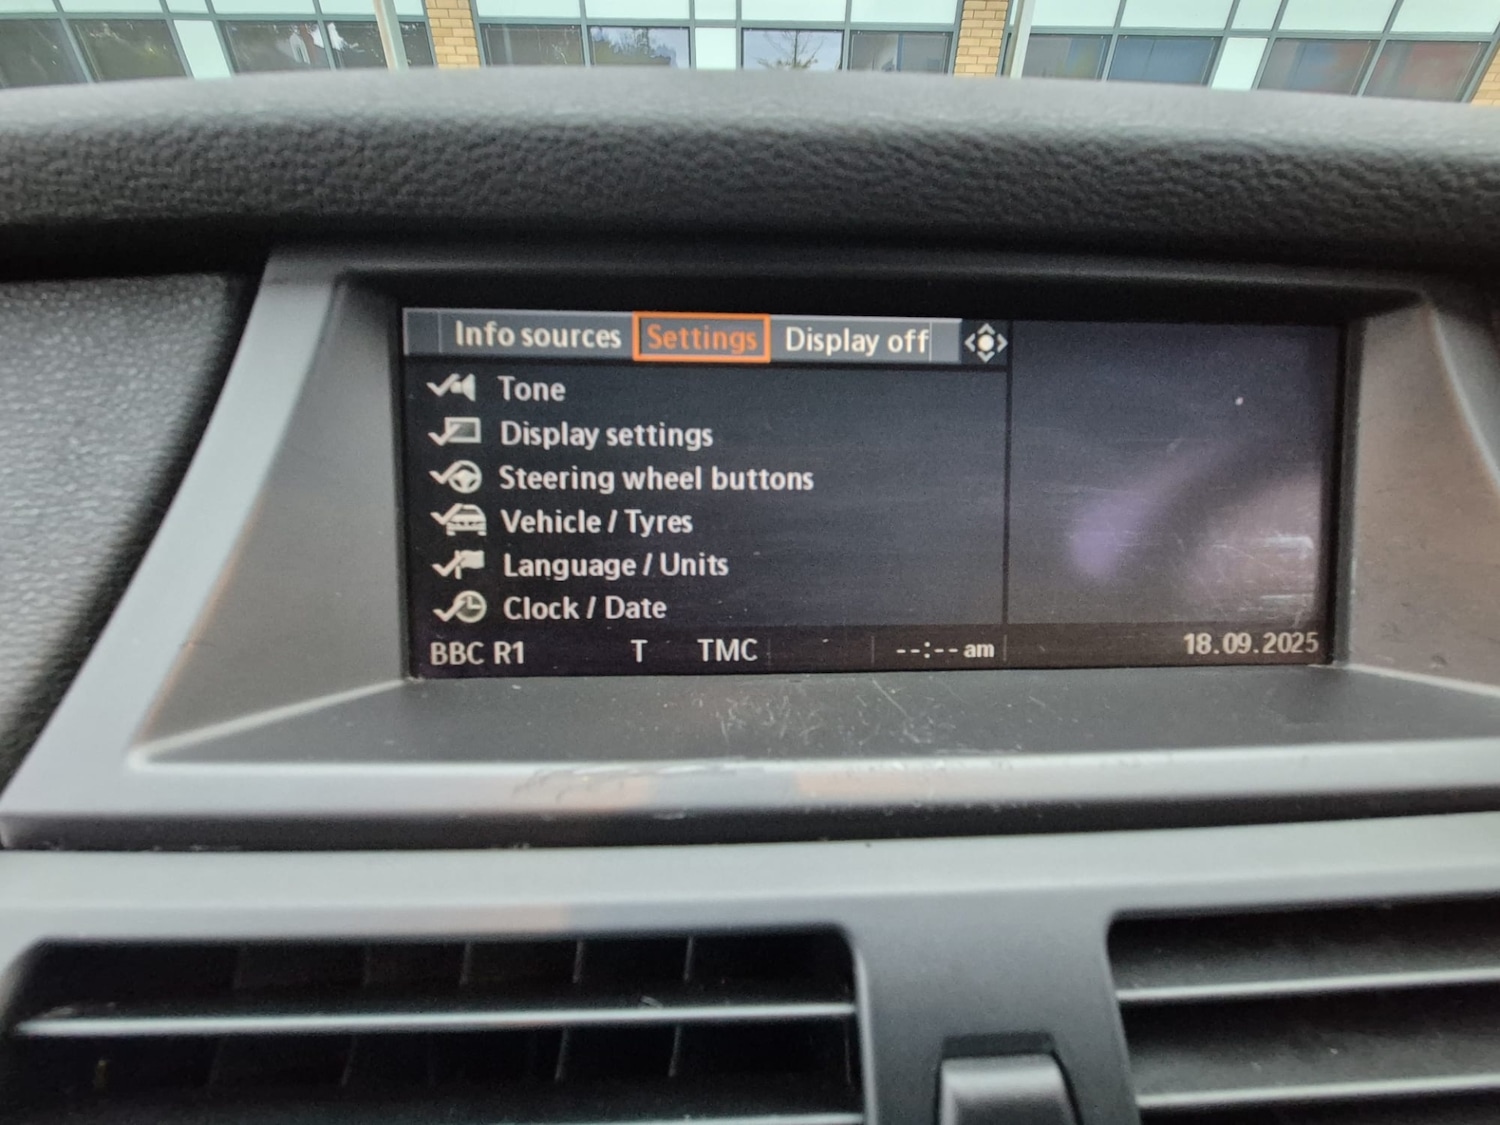 Info sources Settings Display off
Tone
Display settings
Steering wheel buttons
Vehicle / Tyres
Language / Units
Clock / Date
BBC R1 T TMC --:-- am 18.09.2025